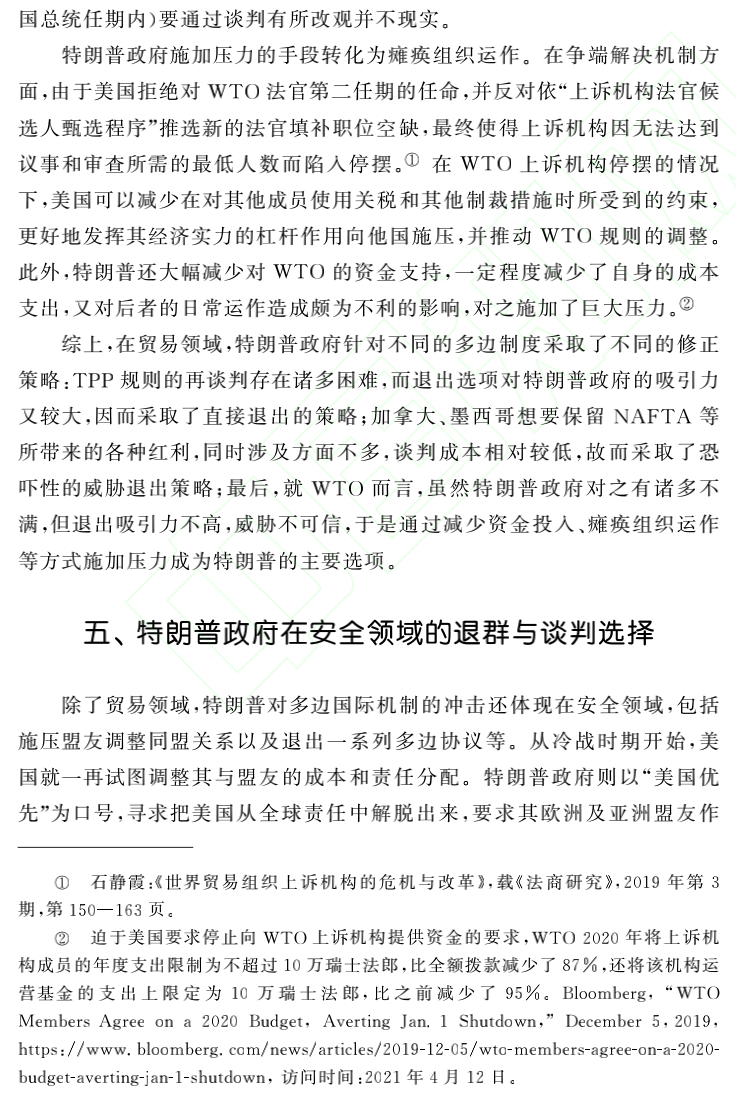 国总统任期内)要通过谈判有所改观并不现实。
特朗普政府施加压力的手段转化为瘫痪组织运作。在争端解决机制方
面,由于美国拒绝对 WTO 法官第二任期的任命,并反对依“上诉机构法官候
选人甄选程序”推选新的法官填补职位空缺,最终使得上诉机构因无法达到
议事和审查所需的最低人数而陷入停摆。① 在 WTO 上诉机构停摆的情况
下,美国可以减少在对其他成员使用关税和其他制裁措施时所受到的约束,
更好地发挥其经济实力的杠杆作用向他国施压,并推动 WTO 规则的调整。
此外,特朗普还大幅减少对 WTO 的资金支持,一定程度减少了自身的成本
支出,又对后者的日常运作造成颇为不利的影响,对之施加了巨大压力。②
综上,在贸易领域,特朗普政府针对不同的多边制度采取了不同的修正
策略:TPP 规则的再谈判存在诸多困难,而退出选项对特朗普政府的吸引力
又较大,因而采取了直接退出的策略;加拿大、墨西哥想要保留 NAFTA 等
所带来的各种红利,同时涉及方面不多,谈判成本相对较低,故而采取了恐
吓性的威胁退出策略;最后,就 WTO 而言,虽然特朗普政府对之有诸多不
满,但退出吸引力不高,威胁不可信,于是通过减少资金投入、瘫痪组织运作
等方式施加压力成为特朗普的主要选项。
五、特朗普政府在安全领域的退群与谈判选择
除了贸易领域,特朗普对多边国际机制的冲击还体现在安全领域,包括
施压盟友调整同盟关系以及退出一系列多边协议等。从冷战时期开始,美
国就一再试图调整其与盟友的成本和责任分配。特朗普政府则以“美国优
先”为口号,寻求把美国从全球责任中解脱出来,要求其欧洲及亚洲盟友作
① 石静霞:《世界贸易组织上诉机构的危机与改革》,载《法商研究》,2019 年第 3
期,第 150—163 页。
② 迫于美国要求停止向 WTO 上诉机构提供资金的要求,WTO 2020 年将上诉机
构成员的年度支出限制为不超过 10 万瑞士法郎,比全额拨款减少了 87%,还将该机构运
营基金的支出上限定为 10 万瑞士法郎,比之前减少了 95%。Bloomberg, “WTO
Members Agree on a 2020 Budget, Averting Jan. 1 Shutdown,” December 5, 2019,
https://www. bloomberg. com/news/articles/2019-12-05/wto-members-agree-on-a-2020-
budget-averting-jan-1-shutdown, 访问时间:2021 年 4 月 12 日。